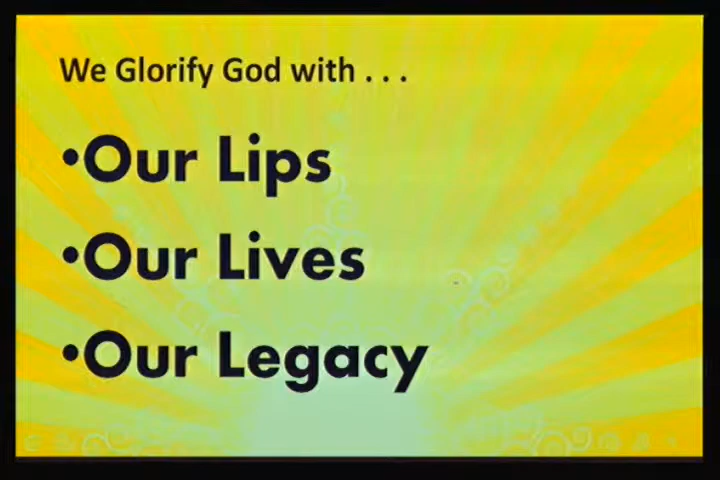 We Glorify God with . . .
•Our Lips
•Our Lives
•Our Legacy